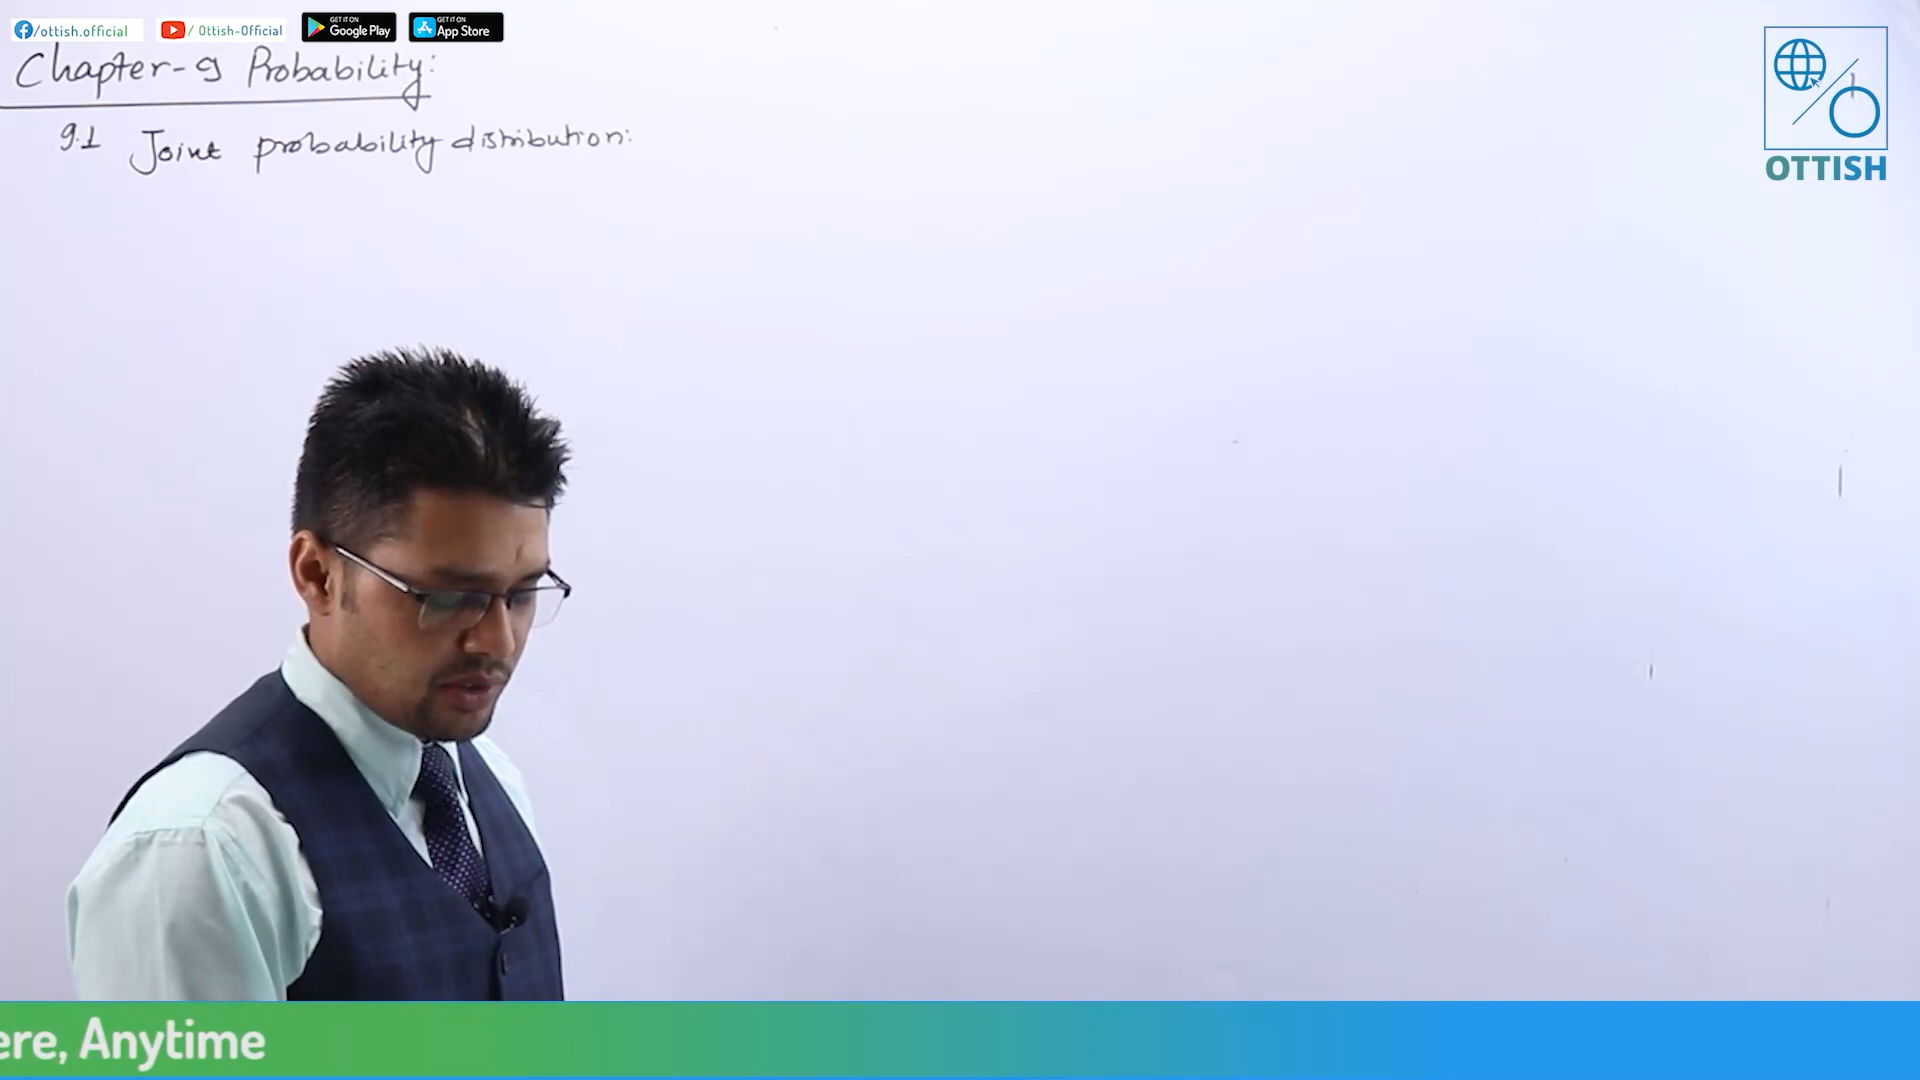 /ottish.official
/ Ottish-Official
GET IT ON
Google Play
GET IT ON
App Store
Chapter-9 Probability:
9.1 Joint probability distribution:
OTTISH
ere, Anytime